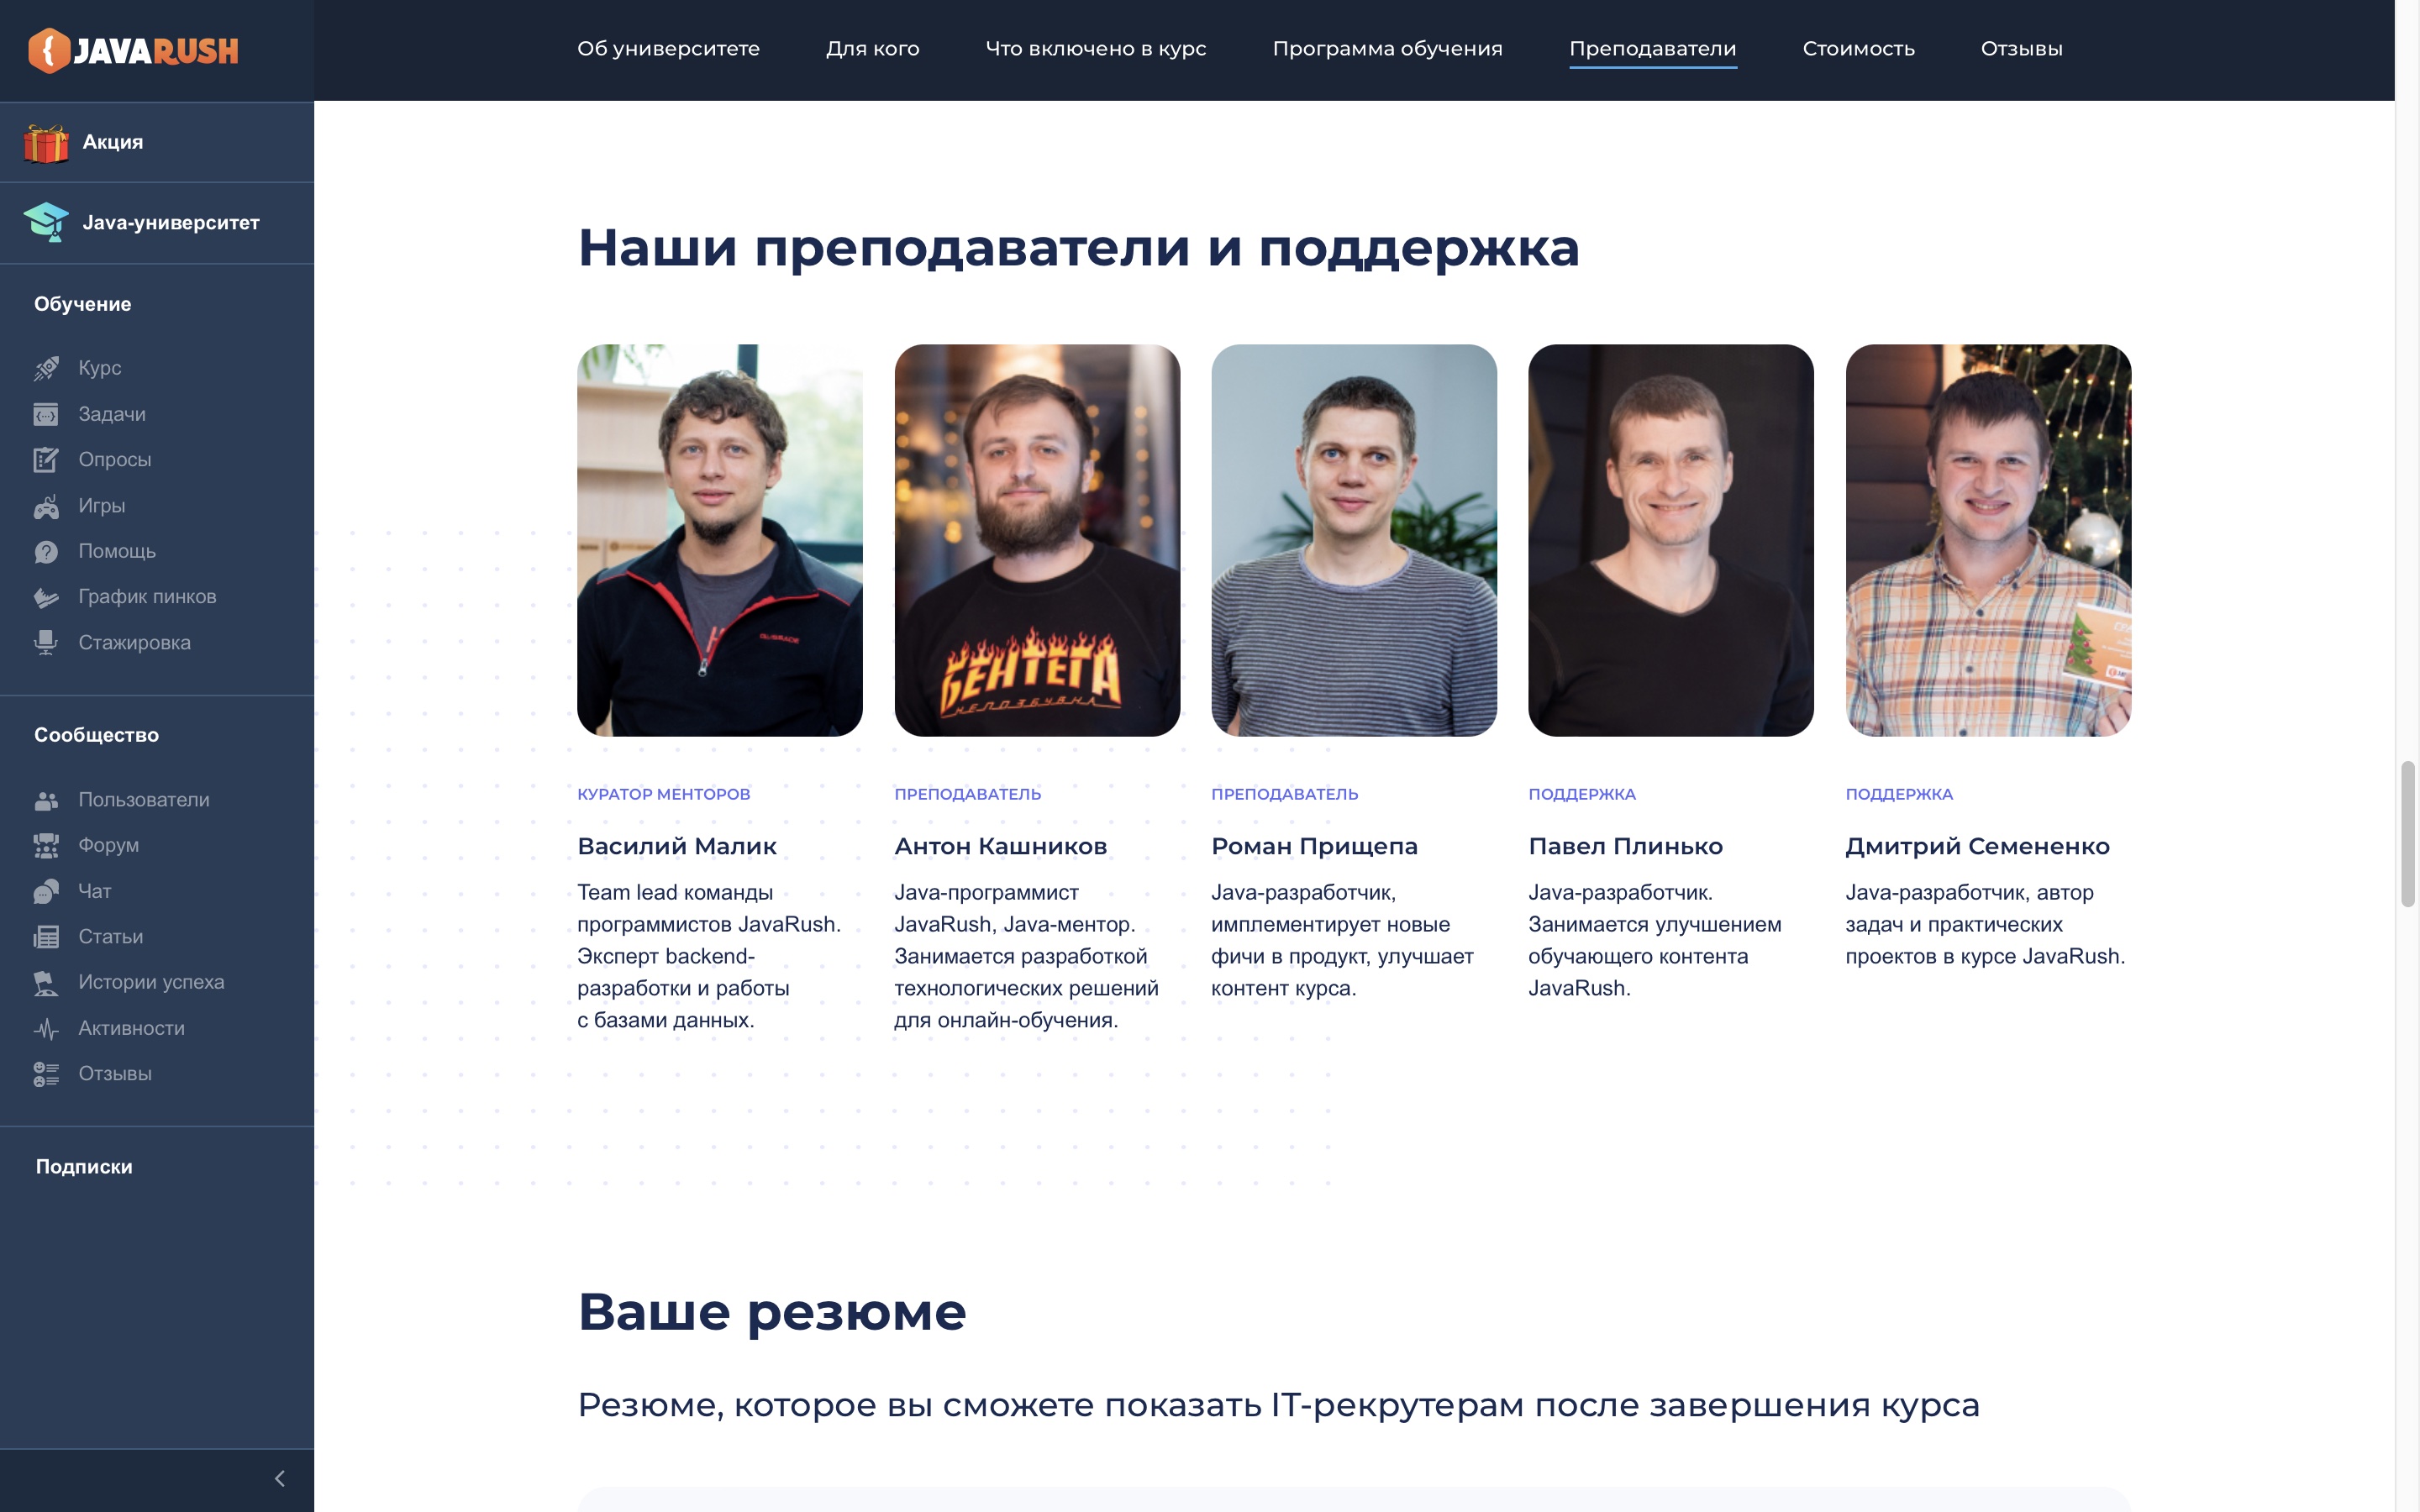 JAVARUSH
Об университете
Для кого
Что включено в курс
Программа обучения
Преподаватели
Стоимость
Отзывы
Акция
Java-университет
Обучение
Курс
Задачи
Опросы
Игры
Помощь
График пинков
Стажировка
Сообщество
Пользователи
Форум
Чат
Статьи
Истории успеха
Активности
Отзывы
Подписки
Наши преподаватели и поддержка
БЕНТЕГА
НЕПОЗБУВНА
КУРАТОР МЕНТОРОВ
Василий Малик
Team lead команды
программистов JavaRush.
Эксперт backend-
разработки и работы
с базами данных.
ПРЕПОДАВАТЕЛЬ
Антон Кашников
Java-программист
JavaRush, Java-ментор.
Занимается разработкой
технологических решений
для онлайн-обучения.
ПРЕПОДАВАТЕЛЬ
Роман Прищепа
Java-разработчик,
имплементирует новые
фичи в продукт, улучшает
контент курса.
ПОДДЕРЖКА
Павел Плинько
Java-разработчик.
Занимается улучшением
обучающего контента
JavaRush.
ПОДДЕРЖКА
Дмитрий Семененко
Java-разработчик, автор
задач и практических
проектов в курсе JavaRush.
Ваше резюме
Резюме, которое вы сможете показать IT-рекрутерам после завершения курса